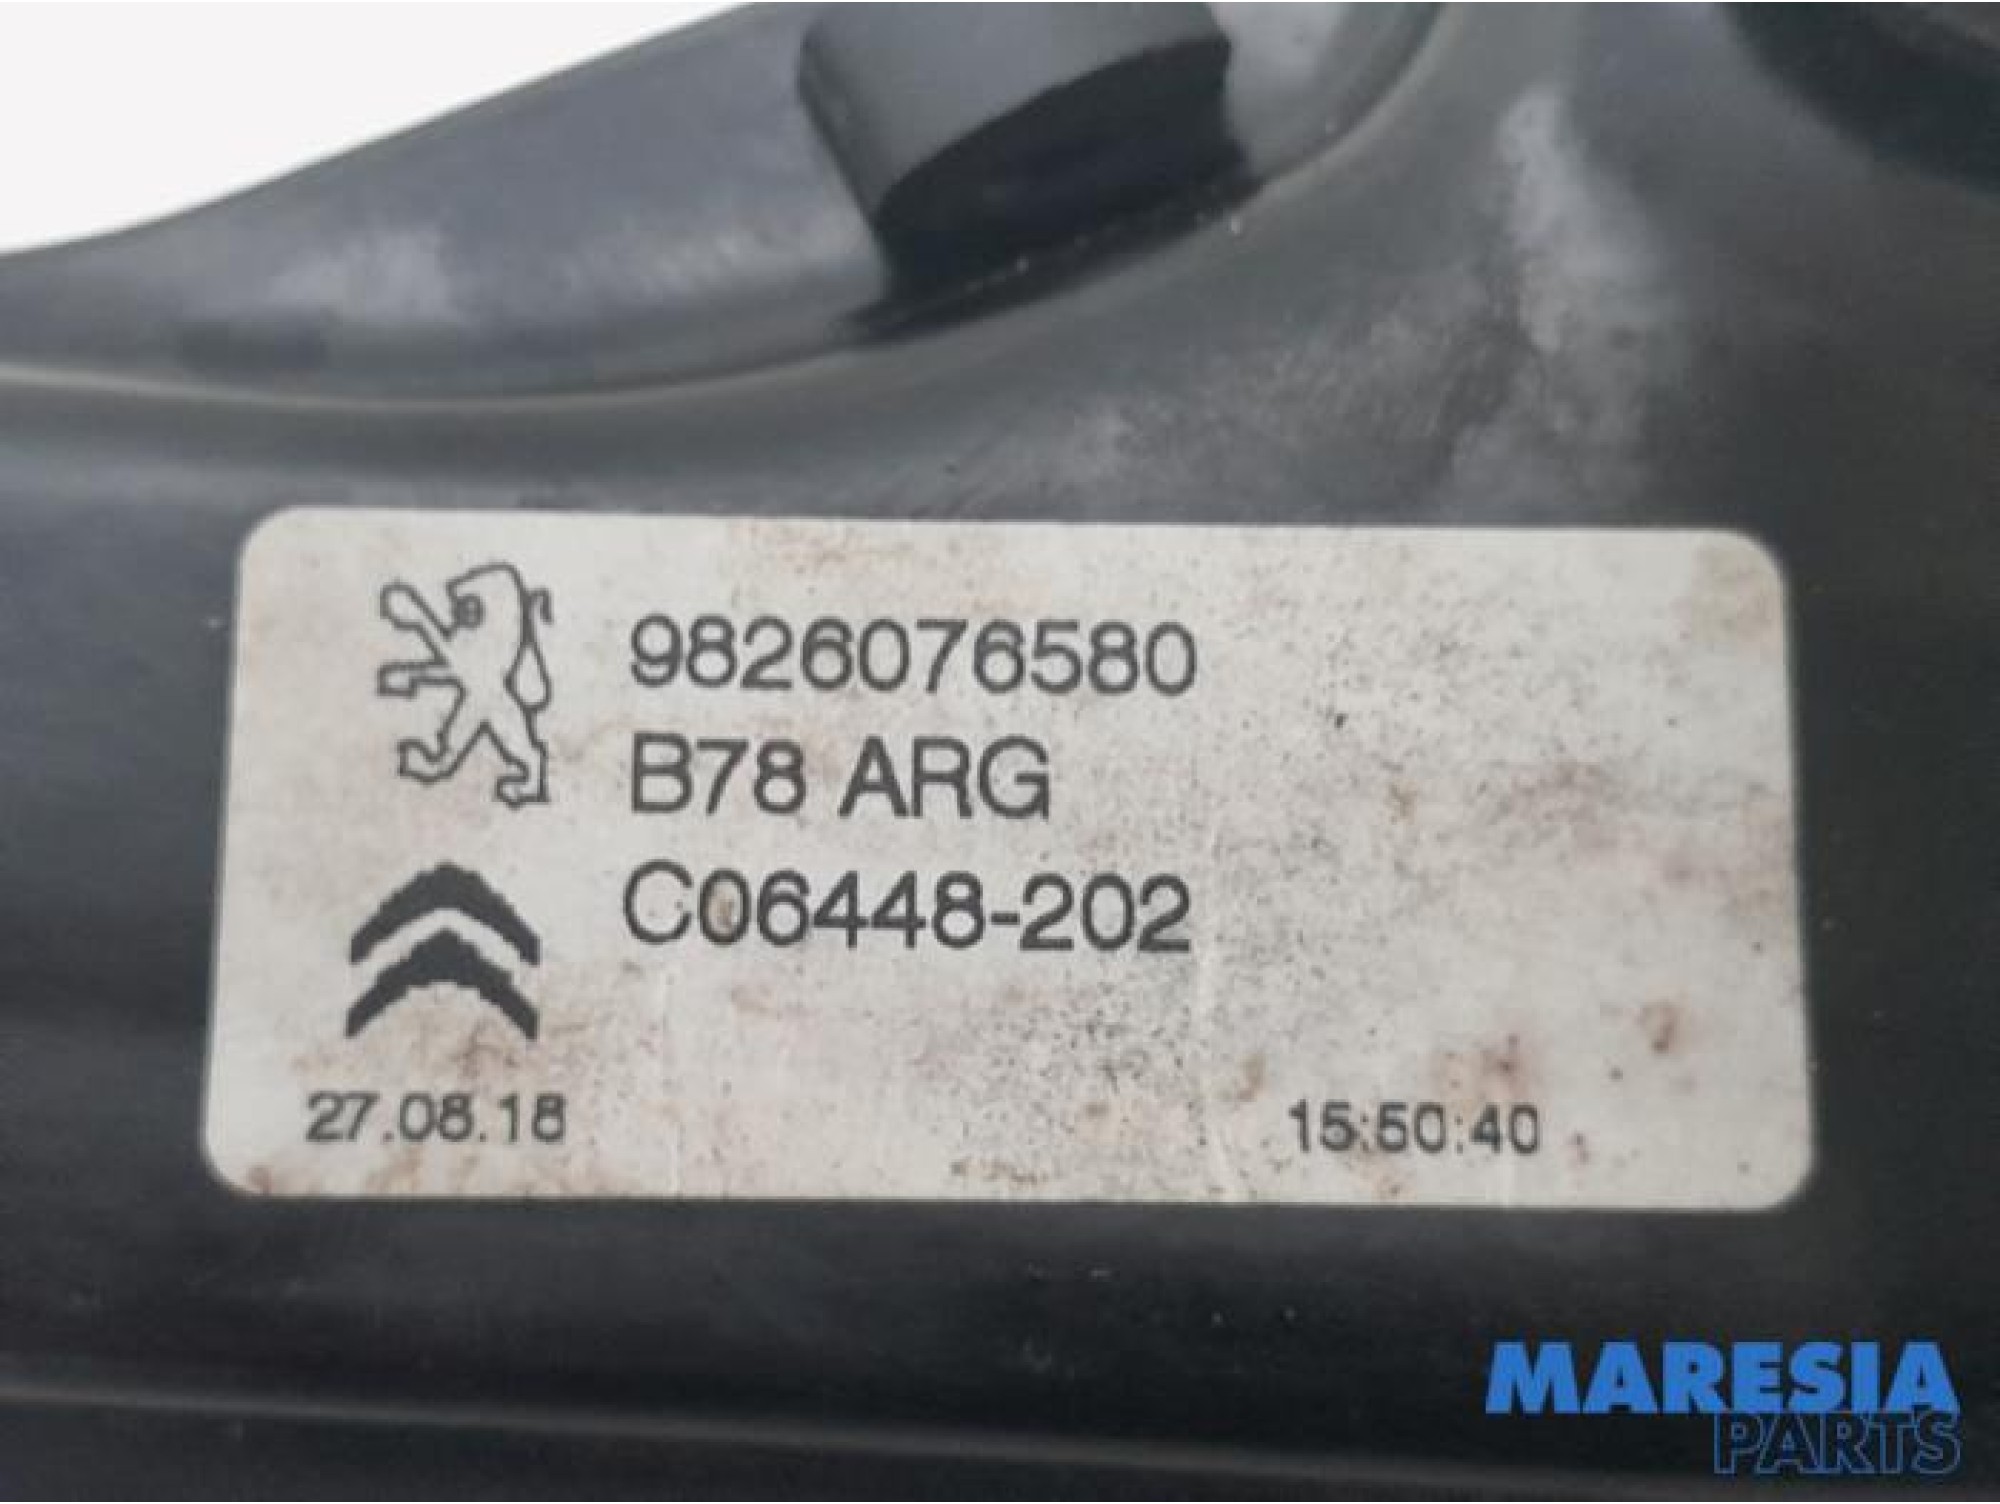 9826076580
B78 ARG
C06448-202
27.08.18
15:50:40
MARESIA
PARTS